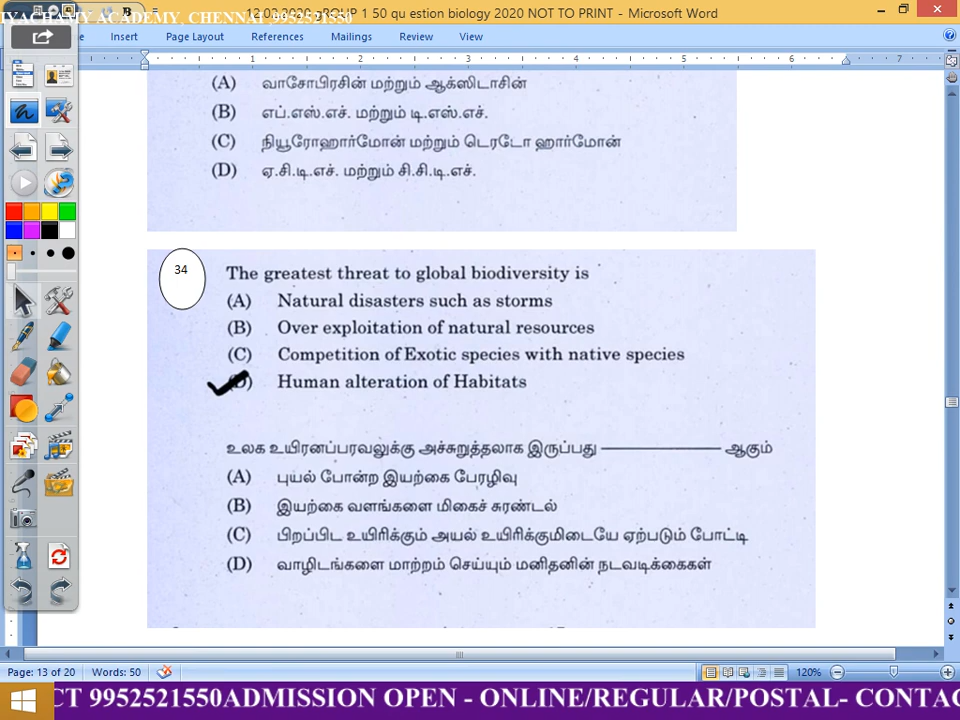 IYACHAMY ACADEMY, CHENNAI 9952521550
12.03.2020 gROUP 1 50 qu estion biology 2020 NOT TO PRINT - Microsoft Word
Insert Page Layout References Mailings Review View
(A) வாசோபிரசின் மற்றும் ஆக்ஸிடாசின்
(B) எப்.எஸ்.எச். மற்றும் டி.எஸ்.எச்.
(C) நியூரோஹார்மோன் மற்றும் டெரடோ ஹார்மோன்
(D) ஏ.சி.டி.எச். மற்றும் சி.சி.டி.எச்.
34
The greatest threat to global biodiversity is
(A) Natural disasters such as storms
(B) Over exploitation of natural resources
(C) Competition of Exotic species with native species
(D) Human alteration of Habitats
உலக உயிரனப்பரவலுக்கு அச்சுறுத்தலாக இருப்பது ——————— ஆகும்
(A) புயல் போன்ற இயற்கை பேரழிவு
(B) இயற்கை வளங்களை மிகைச் சுரண்டல்
(C) பிறப்பிட உயிரிக்கும் அயல் உயிரிக்குமிடையே ஏற்படும் போட்டி
(D) வாழிடங்களை மாற்றம் செய்யும் மனிதனின் நடவடிக்கைகள்
Page: 13 of 20 Words: 50 120%
CT 9952521550ADMISSION OPEN - ONLINE/REGULAR/POSTAL- CONTAC